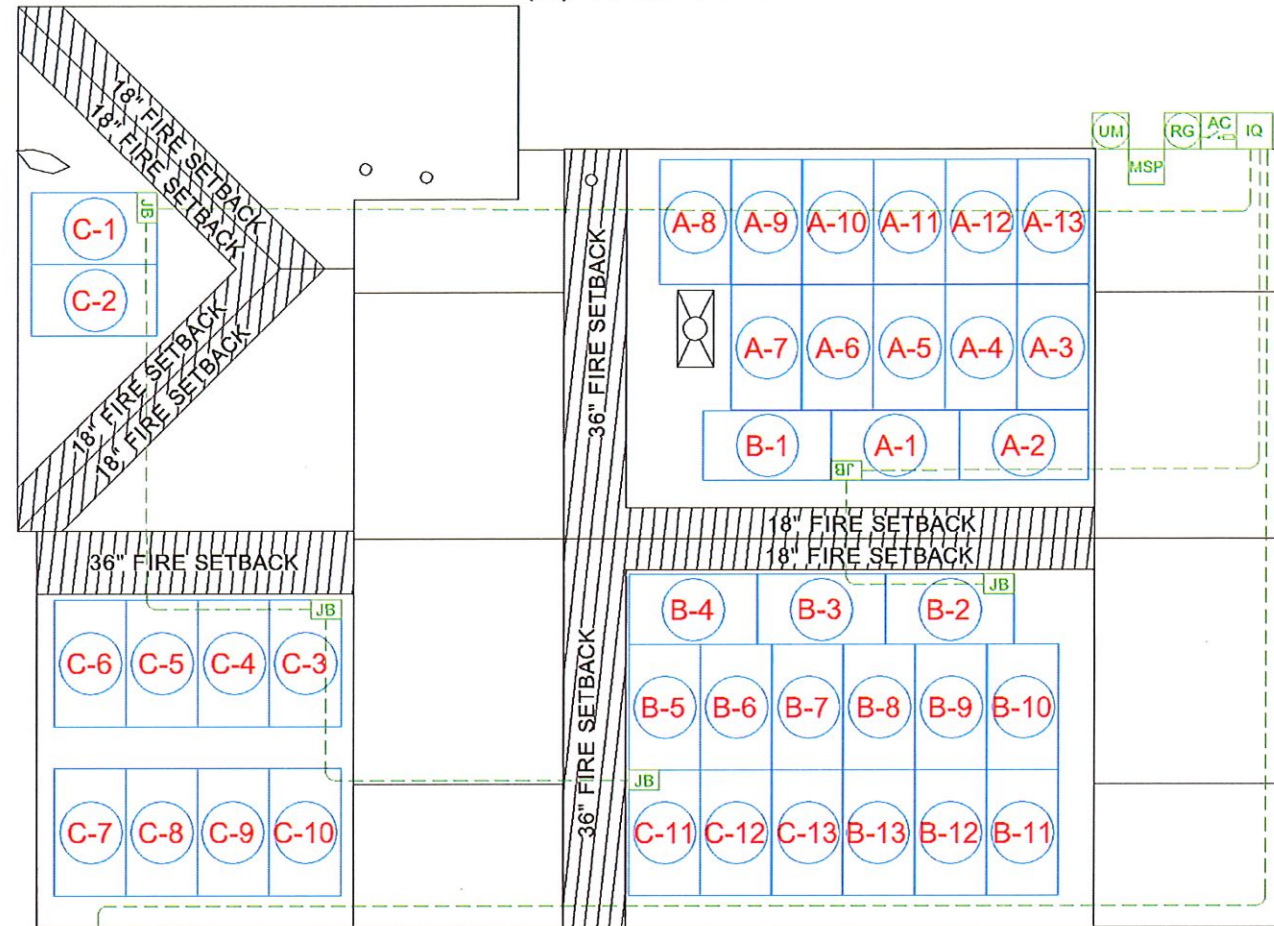 18" FIRE SETBACK
18" FIRE SETBACK
UM
MSP
RG
AC
IQ
JB
C-1
C-2
18" FIRE SETBACK
18" FIRE SETBACK
36" FIRE SETBACK
A-8 A-9 A-10 A-11 A-12 A-13
A-7 A-6 A-5 A-4 A-3
B-1 A-1 A-2
JB
18" FIRE SETBACK
18" FIRE SETBACK
36" FIRE SETBACK
JB
C-6 C-5 C-4 C-3
C-7 C-8 C-9 C-10
36" FIRE SETBACK
JB
B-4 B-3 B-2
B-5 B-6 B-7 B-8 B-9 B-10
JB
C-11 C-12 C-13 B-13 B-12 B-11